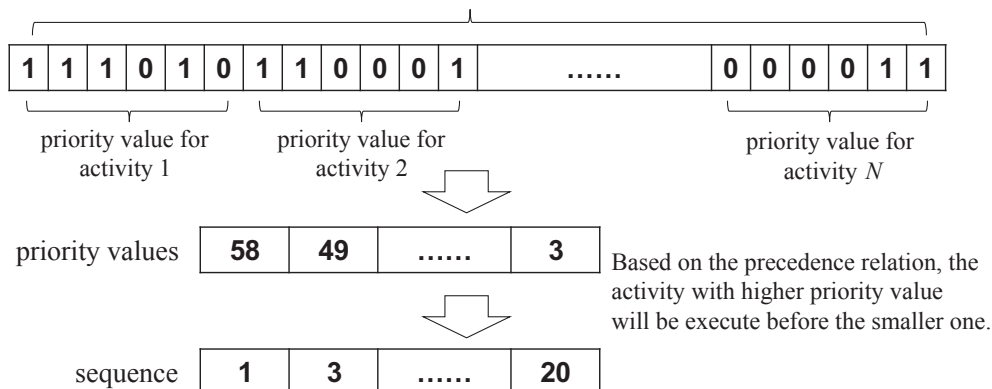 1 1 1 0 1 0 1 1 0 0 0 1 ...... 0 0 0 0 1 1
priority value for
activity 1
priority value for
activity 2
priority value for
activity N
priority values 58 49 ...... 3
Based on the precedence relation, the
activity with higher priority value
will be execute before the smaller one.
sequence 1 3 ...... 20